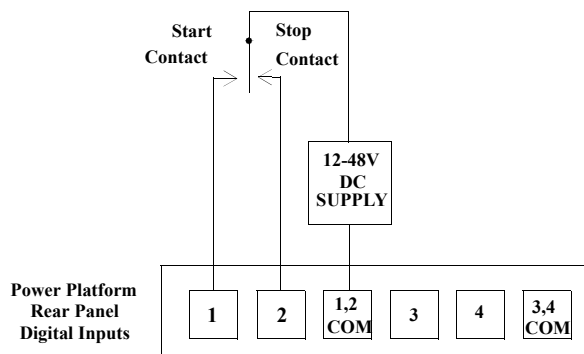 Start
Contact
Stop
Contact
12-48V
DC
SUPPLY
Power Platform
Rear Panel
Digital Inputs
1
2
1,2
COM
3
4
3,4
COM